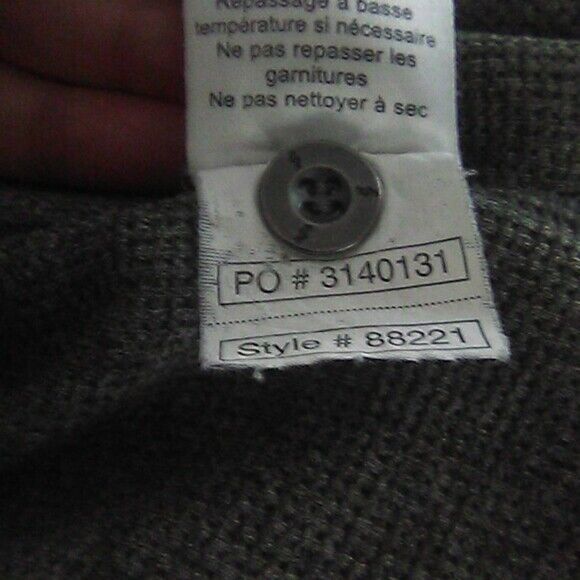 Repassage à basse
température si nécessaire
Ne pas repasser les
garnitures
Ne pas nettoyer à sec
PO # 3140131
Style # 88221